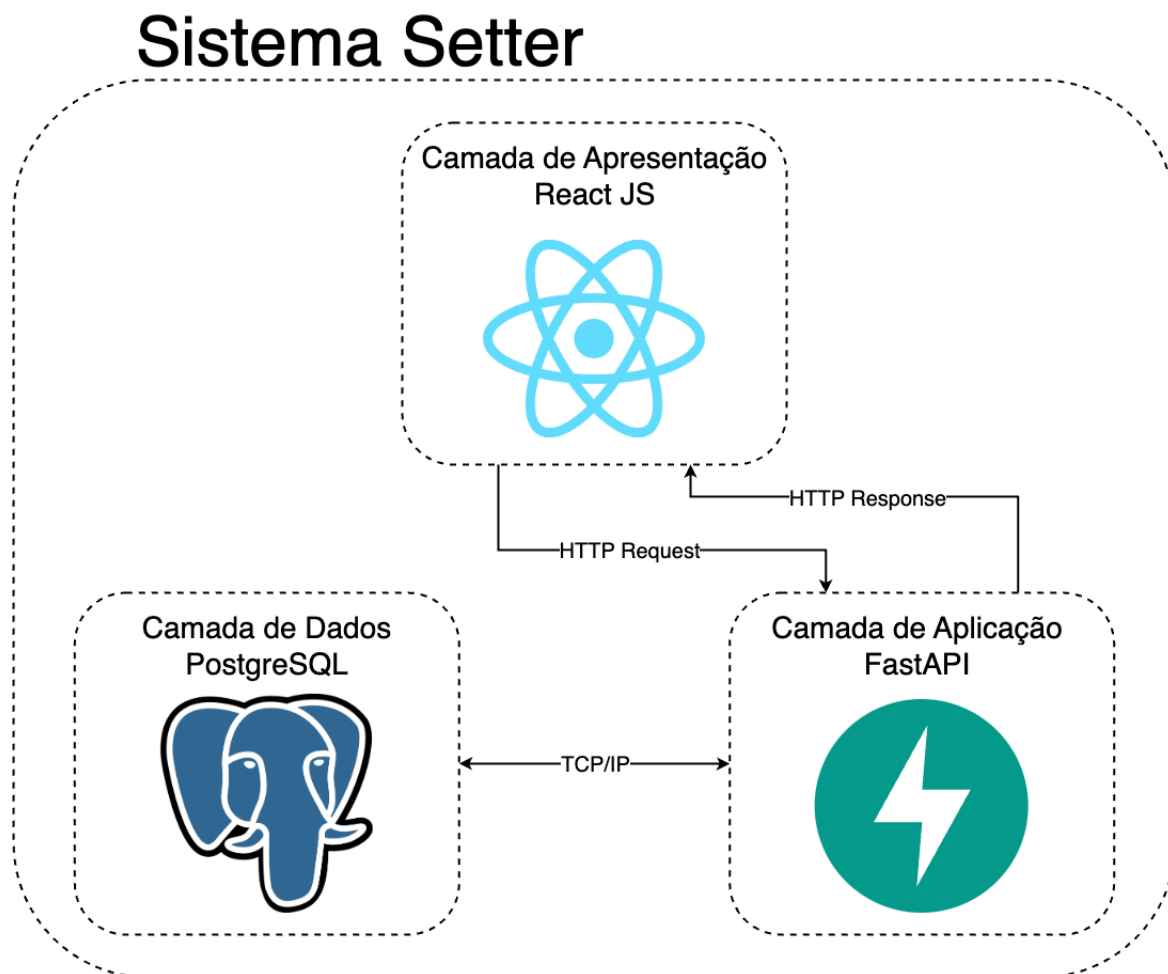 Sistema Setter
Camada de Apresentação
React JS
HTTP Response
HTTP Request
Camada de Dados
PostgreSQL
Camada de Aplicação
FastAPI
TCP/IP